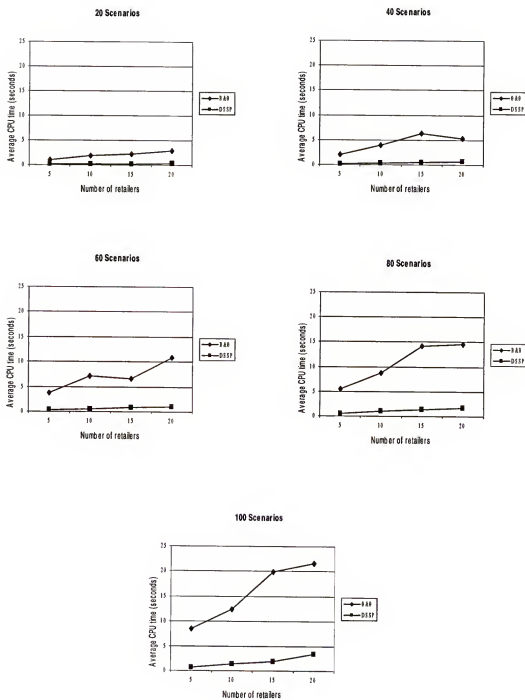 20 Scenarios
Average CPU time (seconds)
25
20
15
10
5
0
5 10 15 20
Number of retailers
BAB
DSSP
40 Scenarios
Average CPU time (seconds)
25
20
15
10
5
0
5 10 15 20
Number of retailers
BAB
DSSP
60 Scenarios
Average CPU time (seconds)
25
20
15
10
5
0
5 10 15 20
Number of retailers
BAB
DSSP
80 Scenarios
Average CPU time (seconds)
25
20
15
10
5
0
5 10 15 20
Number of retailers
BAB
DSSP
100 Scenarios
Average CPU time (seconds)
25
20
15
10
5
0
5 10 15 20
Number of retailers
BAB
DSSP